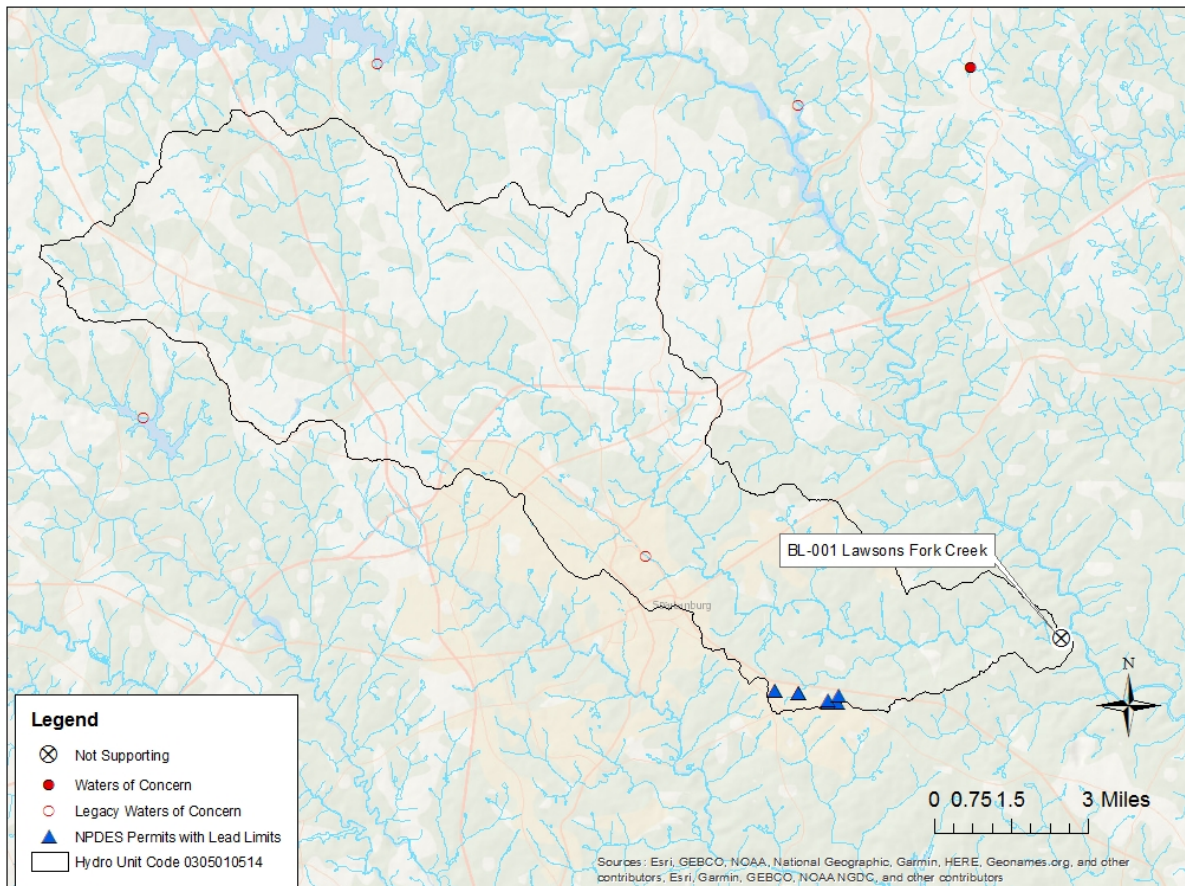 BL-001 Lawsons Fork Creek
Spartanburg
N
Legend
Not Supporting
Waters of Concern
Legacy Waters of Concern
NPDES Permits with Lead Limits
Hydro Unit Code 0305010514
0 0.75 1.5 3 Miles
Sources: Esri, GEBCO, NOAA, National Geographic, Garmin, HERE, Geonames.org, and other
contributors, Esri, Garmin, GEBCO, NOAA NGDC, and other contributors